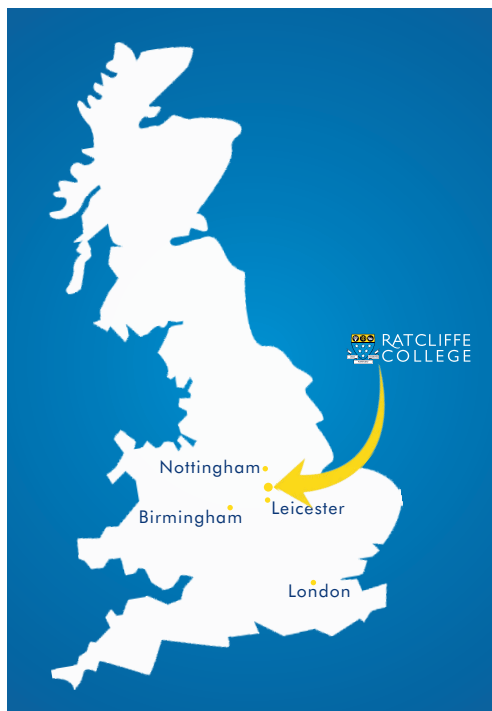 RATCLIFFE
COLLEGE
Nottingham
Leicester
Birmingham
London